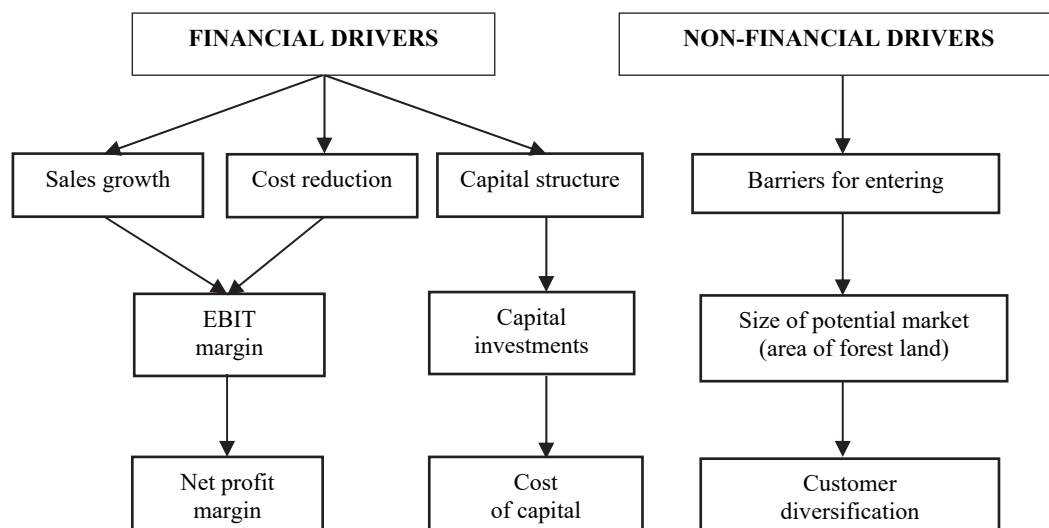 FINANCIAL DRIVERS
NON-FINANCIAL DRIVERS
Sales growth
Cost reduction
Capital structure
Barriers for entering
EBIT
margin
Capital
investments
Size of potential market
(area of forest land)
Net profit
margin
Cost
of capital
Customer
diversification